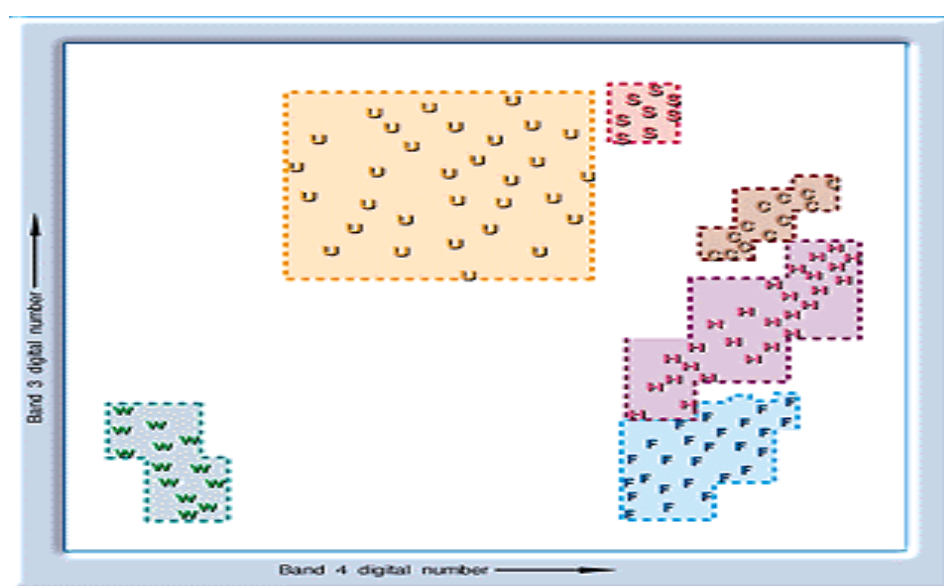 U U U U U U U U U U U U U U U U U U U U U U U U U U U U U U U
S S S S S S S S
C C C C C C C C C C C C
H H H H H H H H H H H H H H H H H H H H H H H H H H H H H H
F F F F F F F F F F F F F F F F F F F F F F F F F F F
W W W W W W W W W W W W W
Band 3 digital number
Band 4 digital number